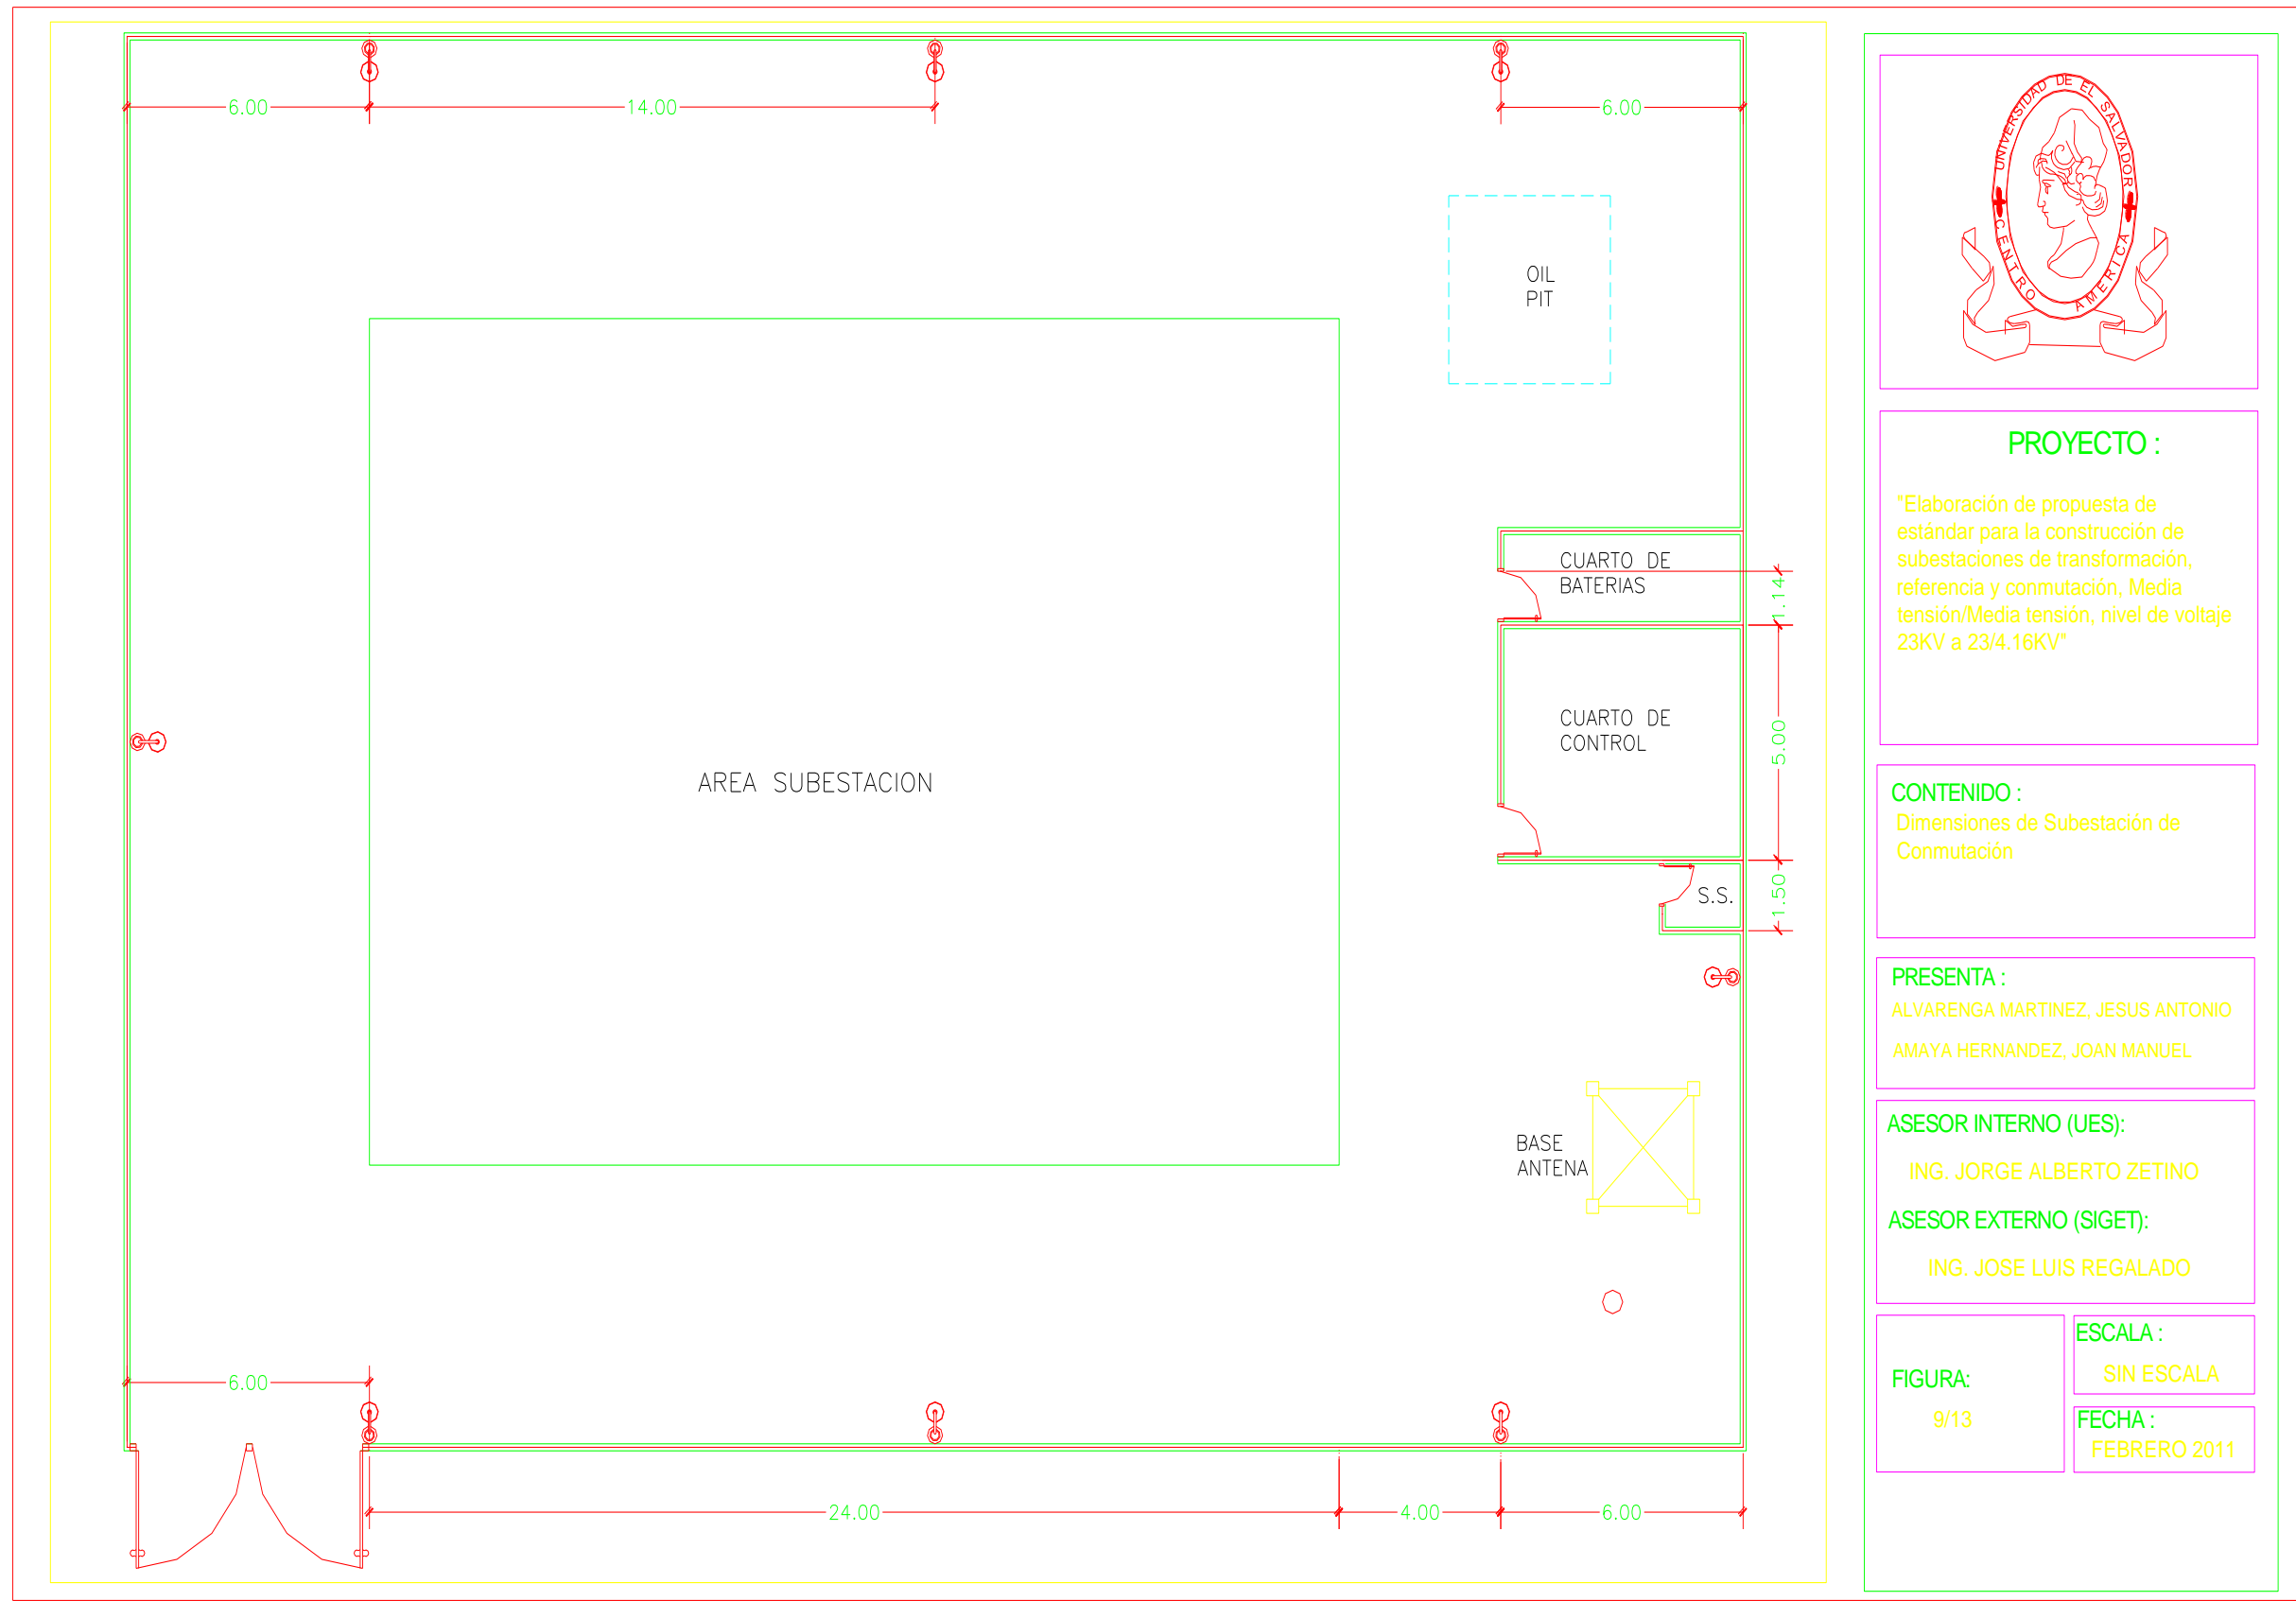 6.00
14.00
6.00
OIL
PIT
CUARTO DE
BATERIAS
1.14
CUARTO DE
CONTROL
5.00
AREA SUBESTACION
S.S.
1.50
BASE
ANTENA
6.00
24.00
4.00
6.00
UNIVERSIDAD DE EL SALVADOR
CENTRO AMERICA
PROYECTO :
"Elaboración de propuesta de
estándar para la construcción de
subestaciones de transformación,
referencia y conmutación, Media
tensión/Media tensión, nivel de voltaje
23KV a 23/4.16KV"
CONTENIDO :
Dimensiones de Subestación de
Conmutación
PRESENTA :
ALVARENGA MARTINEZ, JESUS ANTONIO
AMAYA HERNANDEZ, JOAN MANUEL
ASESOR INTERNO (UES):
ING. JORGE ALBERTO ZETINO
ASESOR EXTERNO (SIGET):
ING. JOSE LUIS REGALADO
FIGURA:
9/13
ESCALA :
SIN ESCALA
FECHA :
FEBRERO 2011